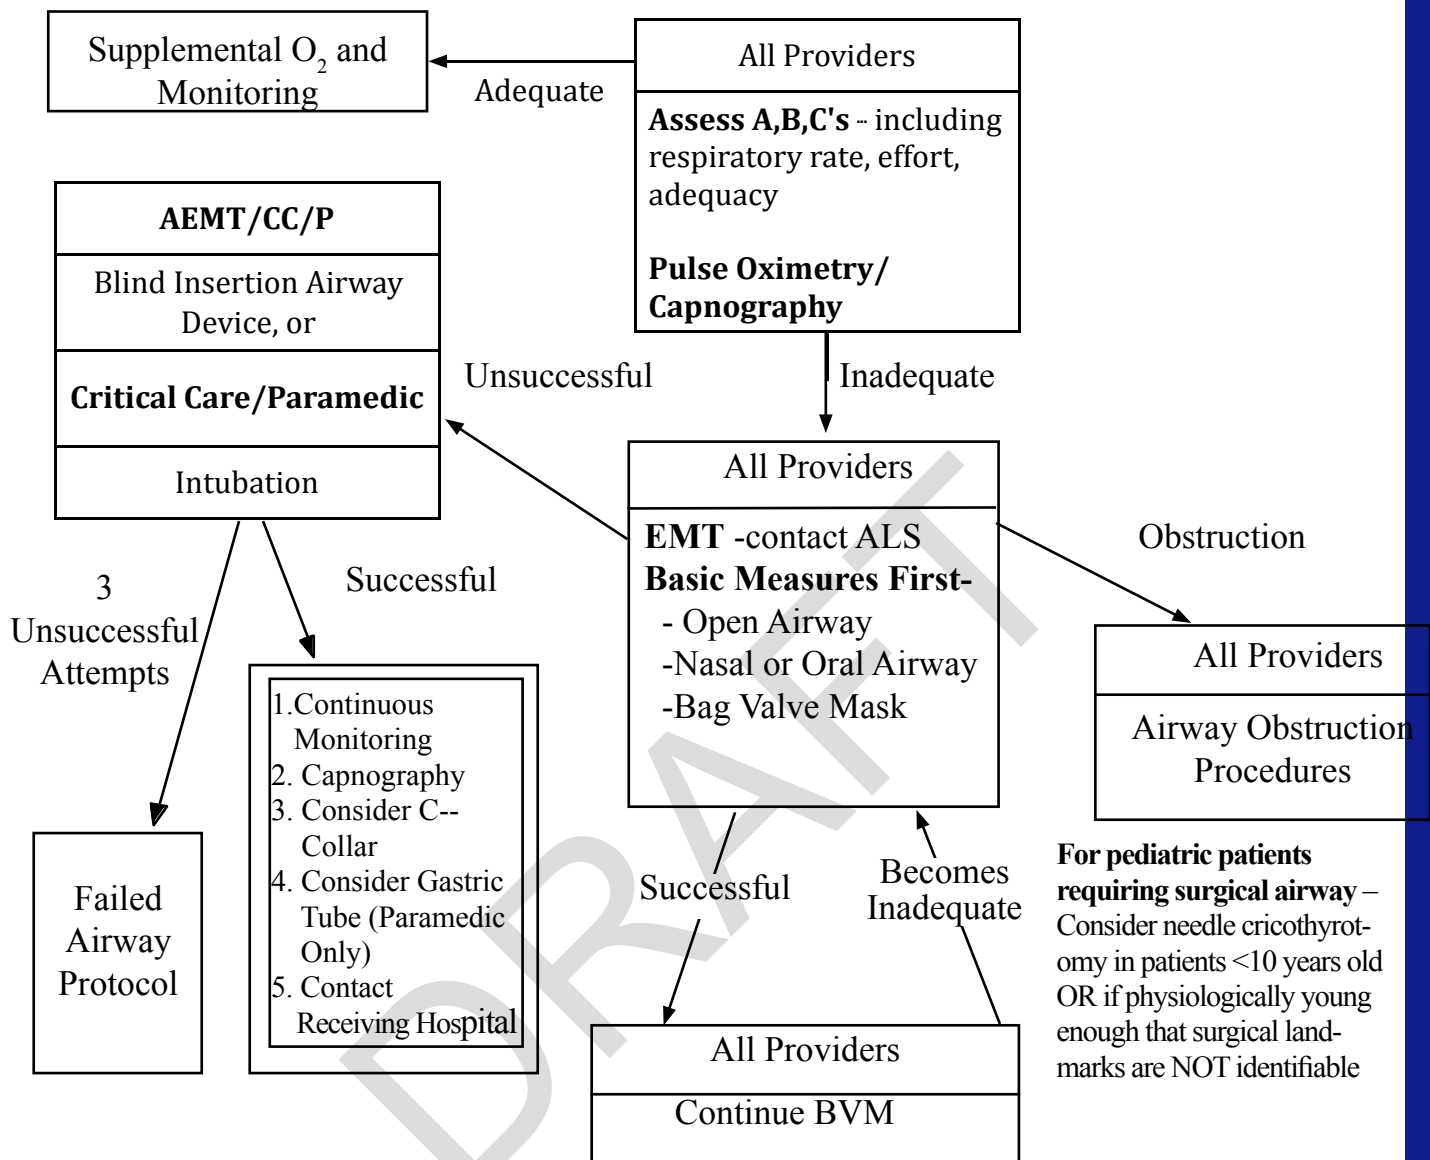 Supplemental O2 and
Monitoring
Adequate
All Providers
Assess A,B,C's -- including
respiratory rate, effort,
adequacy
Pulse Oximetry/
Capnography
AEMT/CC/P
Blind Insertion Airway
Device, or
Critical Care/Paramedic
Intubation
Unsuccessful
Inadequate
All Providers
EMT -contact ALS
Basic Measures First-
- Open Airway
-Nasal or Oral Airway
-Bag Valve Mask
Obstruction
All Providers
Airway Obstruction
Procedures
3
Unsuccessful
Attempts
Successful
1.Continuous
Monitoring
2. Capnography
3. Consider C--
Collar
4. Consider Gastric
Tube (Paramedic
Only)
5. Contact
Receiving Hospital
Failed
Airway
Protocol
Successful
Becomes
Inadequate
All Providers
Continue BVM
For pediatric patients
requiring surgical airway –
Consider needle cricothyrot-
omy in patients <10 years old
OR if physiologically young
enough that surgical land-
marks are NOT identifiable
DRAFT